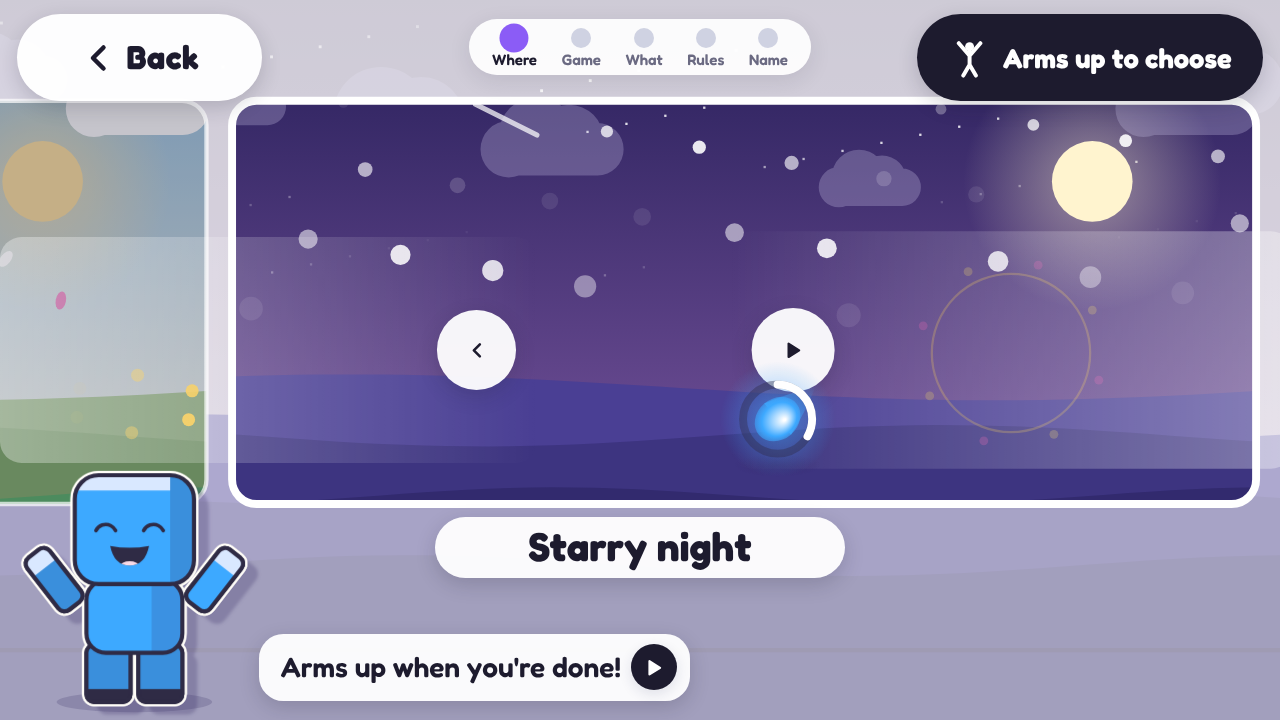 Back
Where
Game
What
Rules
Name
Arms up to choose
Starry night
Arms up when you're done!